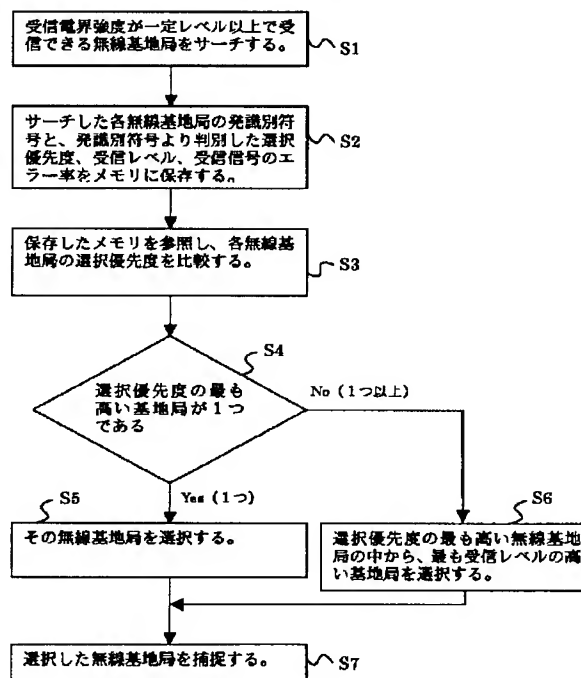 受信電界強度が一定レベル以上で受
信できる無線基地局をサーチする。
S1
サーチした各無線基地局の発識別符
号と、発識別符号より判別した選択
優先度、受信レベル、受信信号のエ
ラー率をメモリに保存する。
S2
保存したメモリを参照し、各無線基
地局の選択優先度を比較する。
S3
S4
選択優先度の最も
高い基地局が1つ
である
No (1つ以上)
S5
Yes (1つ)
S6
その無線基地局を選択する。
選択優先度の最も高い無線基地
局の中から、最も受信レベルの高
い基地局を選択する。
選択した無線基地局を捕捉する。
S7